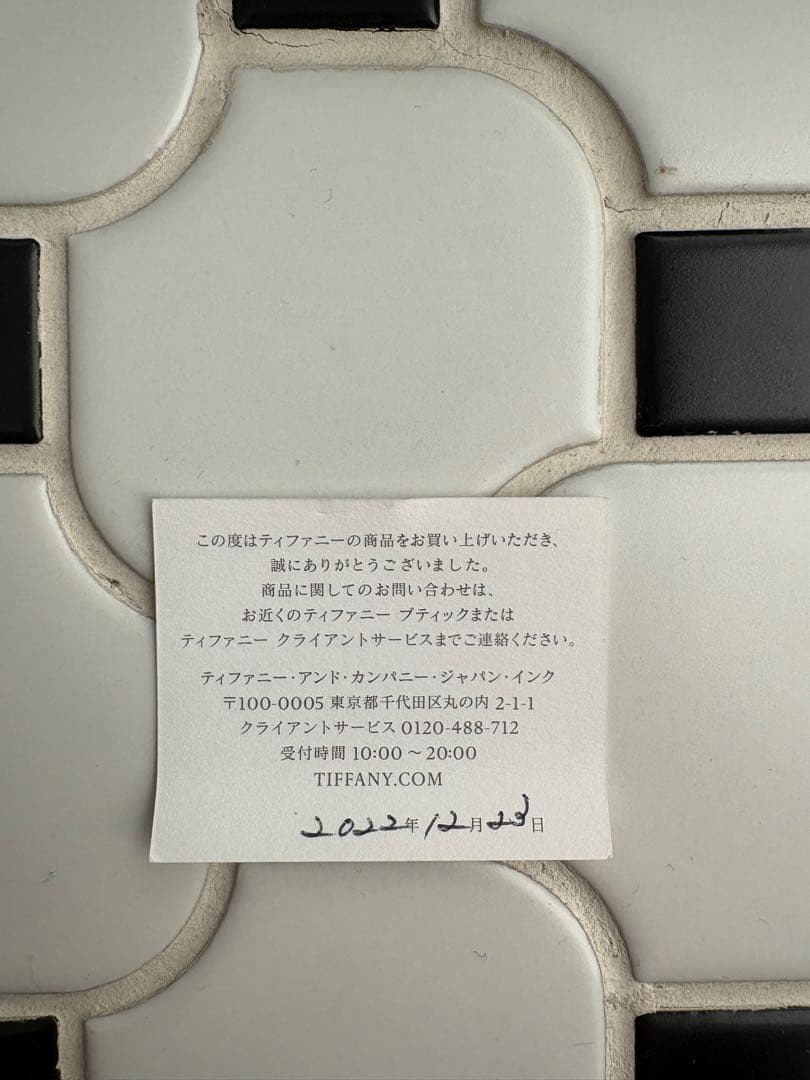 この度はティファニーの商品をお買い上げいただき、
誠にありがとうございました。
商品に関してのお問い合わせは、
お近くのティファニー ブティックまたは
ティファニー クライアントサービスまでご連絡ください。
ティファニー・アンド・カンパニー・ジャパン・インク
〒100-0005 東京都千代田区丸の内 2-1-1
クライアントサービス 0120-488-712
受付時間 10:00 〜 20:00
TIFFANY.COM
2022年12月23日